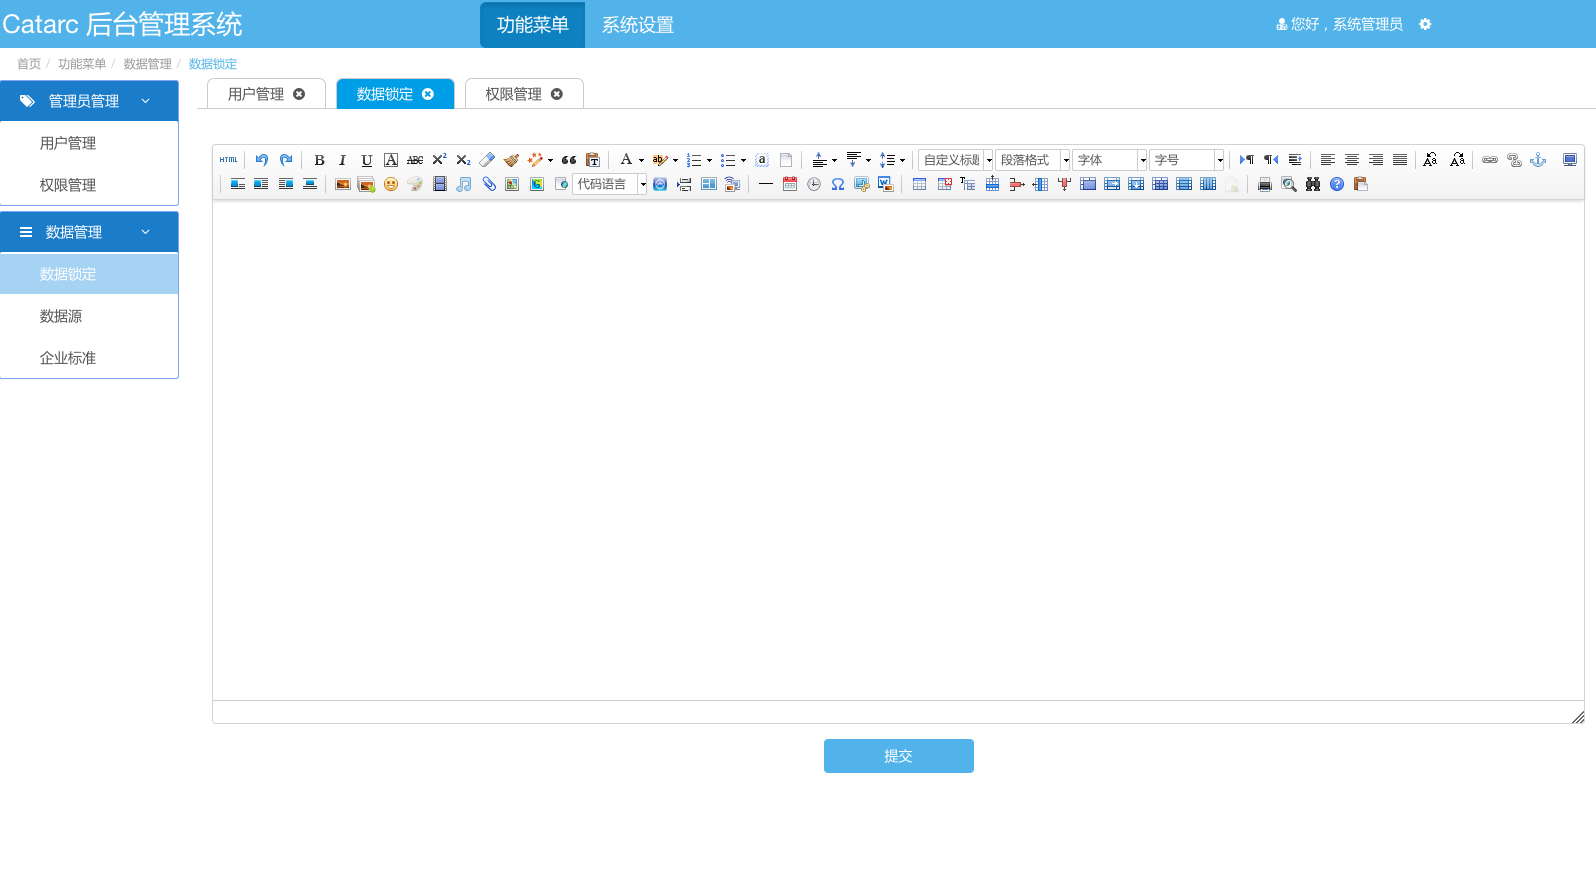 Catarc 后台管理系统
功能菜单 系统设置
您好，系统管理员
首页 / 功能菜单 / 数据管理 / 数据锁定
管理员管理
用户管理
权限管理
数据管理
数据锁定
数据源
企业标准
用户管理 数据锁定 权限管理
HTML B I U A ABC X² X₂ A ab a 自定义标题 段落格式 字体 字号
代码语言
提交